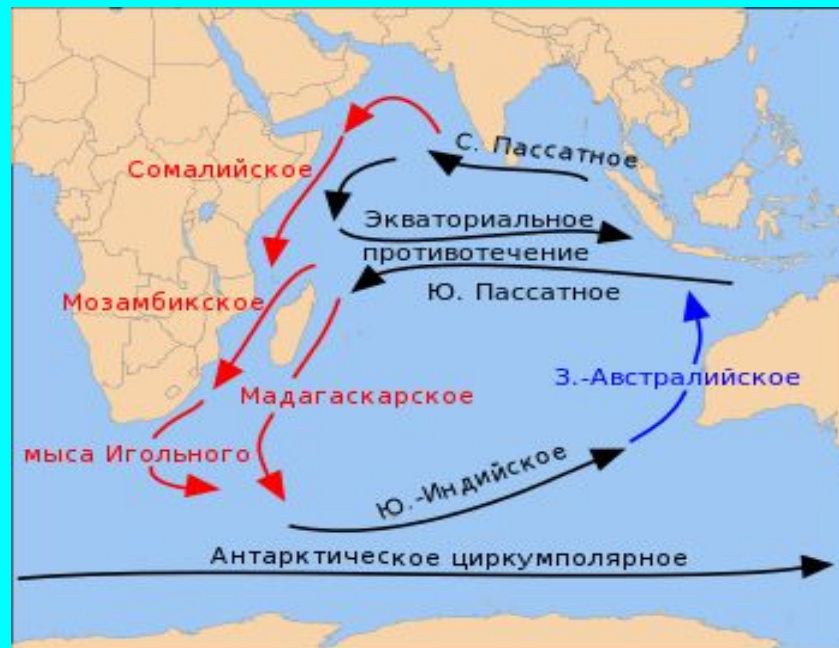 С. Пассатное
Сомалийское
Экваториальное
противотечение
Мозамбикское
Ю. Пассатное
З.-Австралийское
Мадагаскарское
мыса Игольного
Ю.-Индийское
Антарктическое циркумполярное